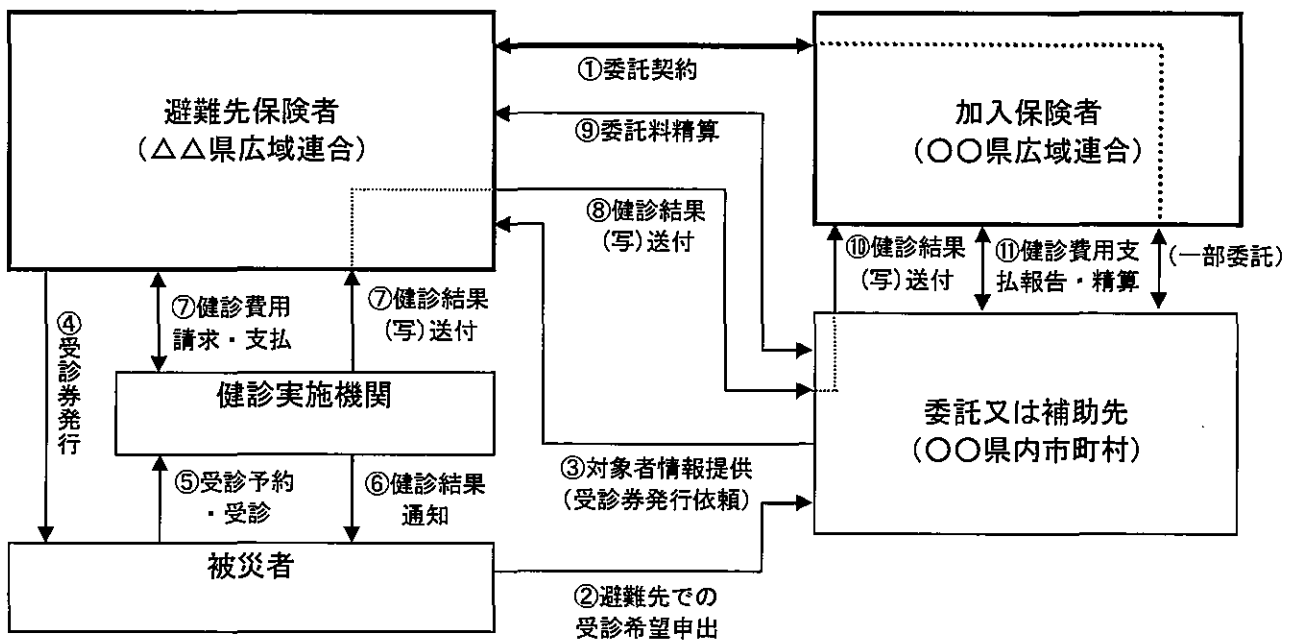 避難先保険者
(△△県広域連合)
加入保険者
(○○県広域連合)
①委託契約
⑨委託料精算
⑧健診結果
(写)送付
⑩健診結果
(写)送付
⑪健診費用支
払報告・精算
(一部委託)
④受診券発行
⑦健診費用
請求・支払
⑦健診結果
(写)送付
健診実施機関
委託又は補助先
(○○県内市町村)
③対象者情報提供
(受診券発行依頼)
⑤受診予約
・受診
⑥健診結果
通知
被災者
②避難先での
受診希望申出